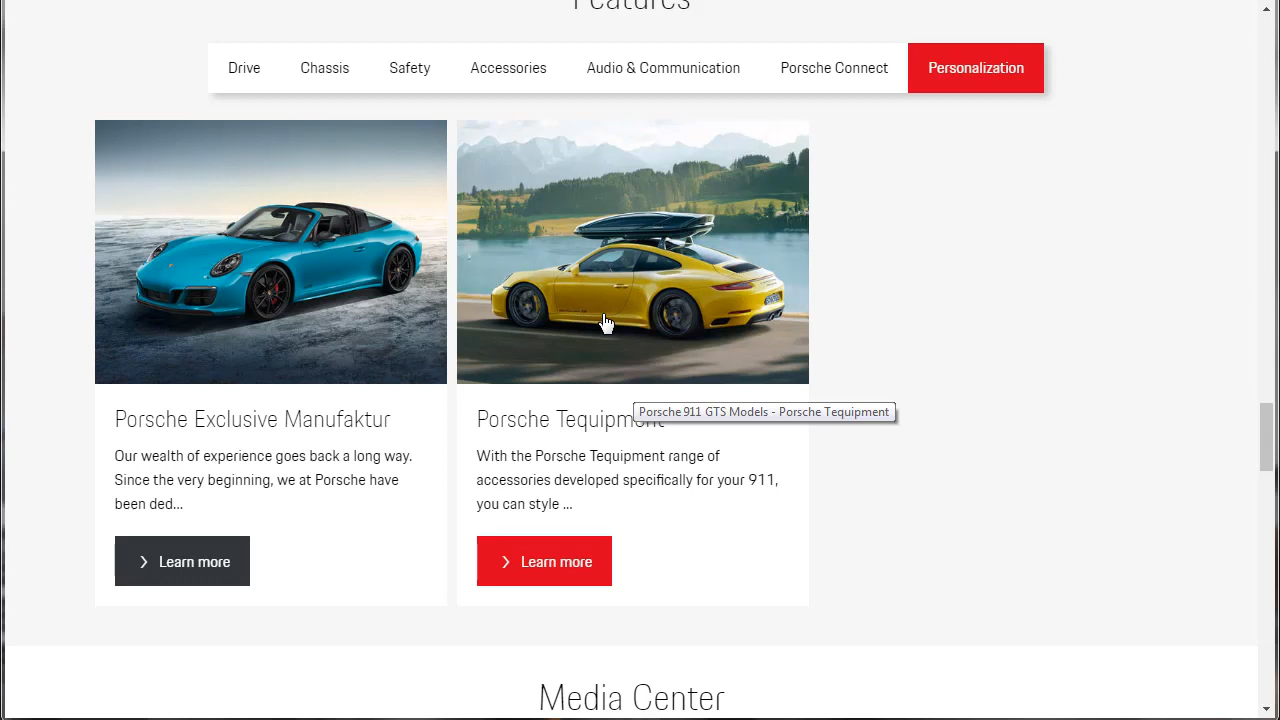 Features
Drive
Chassis
Safety
Accessories
Audio & Communication
Porsche Connect
Personalization
Porsche Exclusive Manufaktur
Our wealth of experience goes back a long way.
Since the very beginning, we at Porsche have
been ded...
Learn more
Porsche Tequipment
Porsche 911 GTS Models - Porsche Tequipment
With the Porsche Tequipment range of
accessories developed specifically for your 911,
you can style ...
Learn more
Media Center